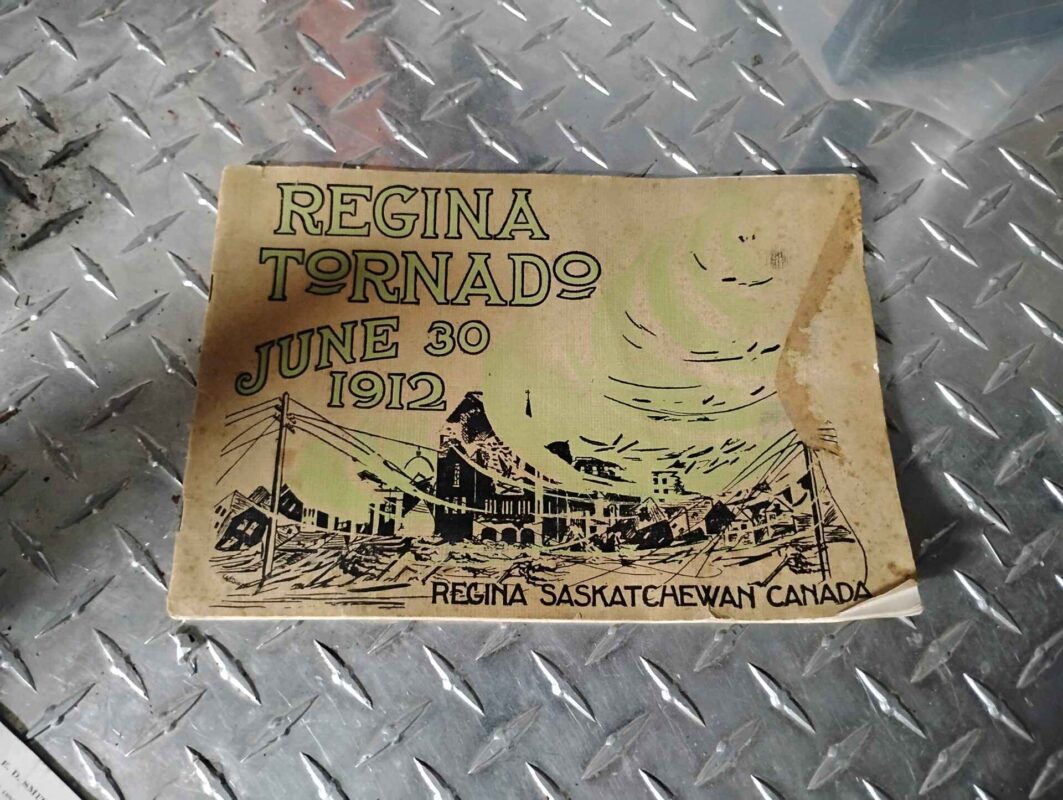 REGINA
TORNADO
JUNE 30
1912
REGINA SASKATCHEWAN CANADA